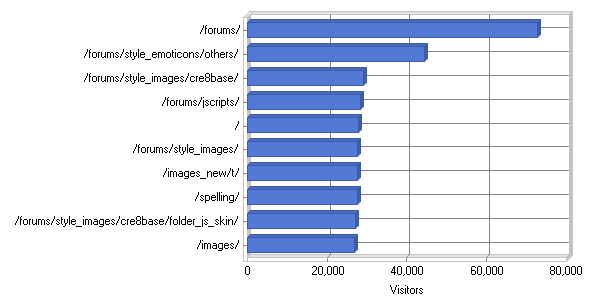 /forums/
/forums/style_emoticons/others/
/forums/style_images/cre8base/
/forums/jscripts/
/
/forums/style_images/
/images_new/t/
/spelling/
/forums/style_images/cre8base/folder_js_skin/
/images/
0 20,000 40,000 60,000 80,000
Visitors